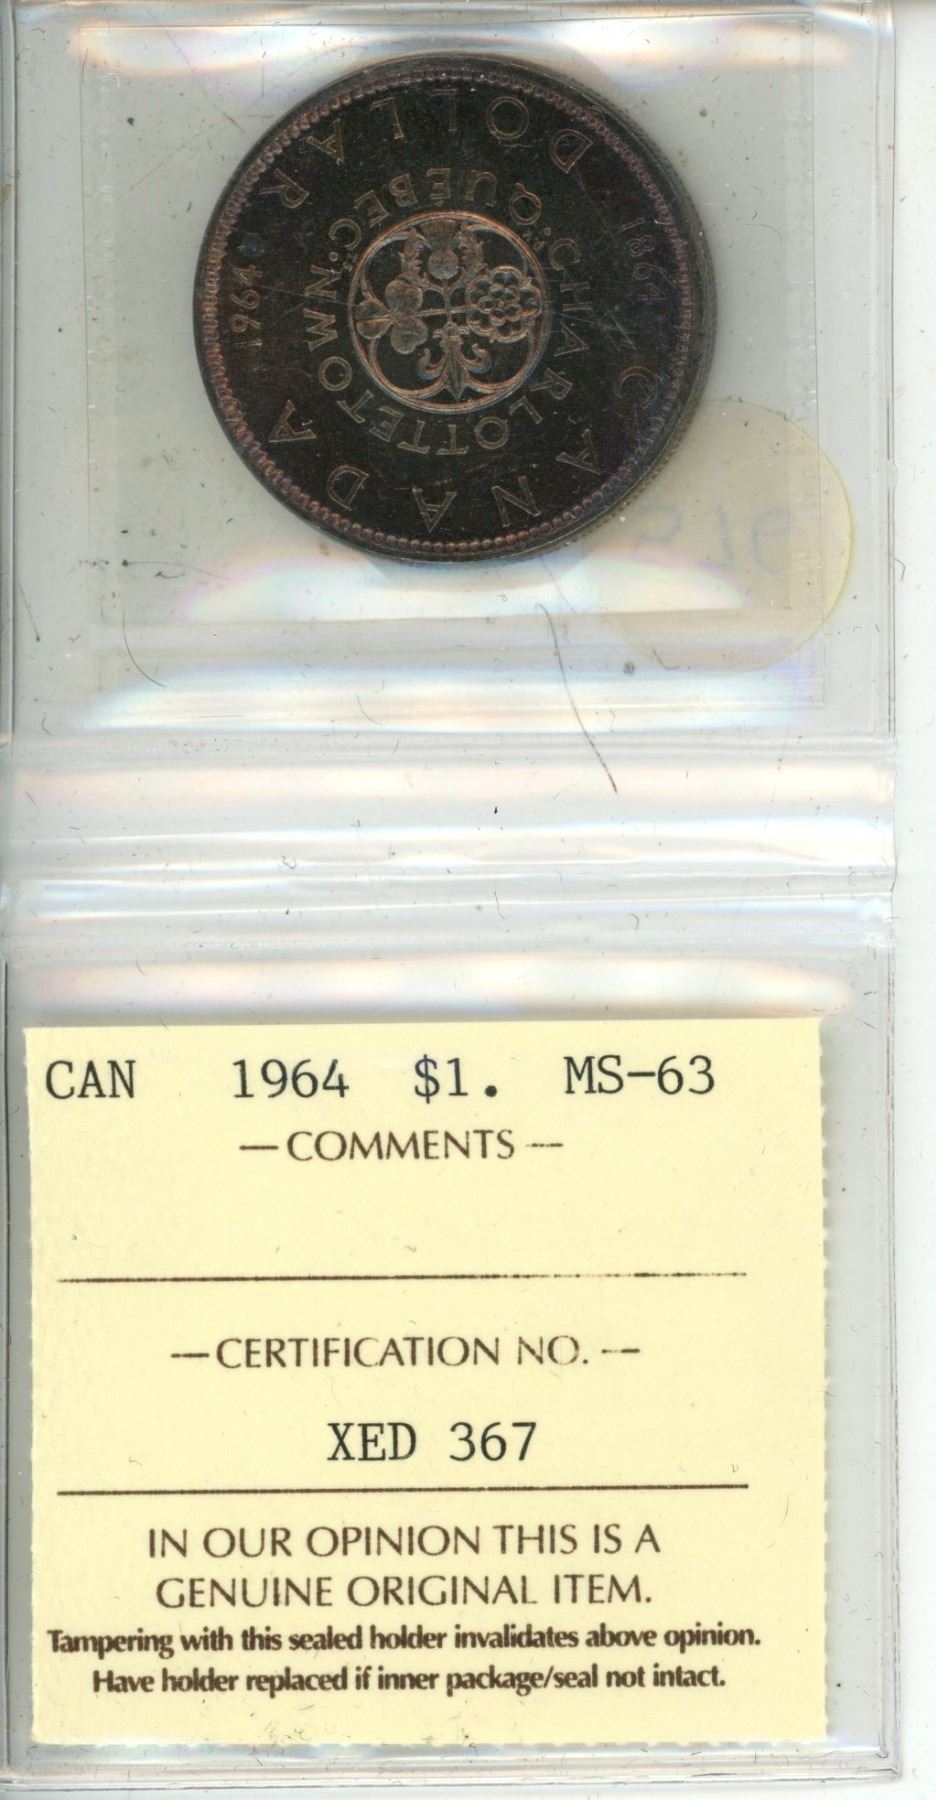 CANADA DOLLAR
1864
1964
CHARLOTTETOWN.
QUÉBEC.
CAN 1964 $1. MS-63
— COMMENTS —
— CERTIFICATION NO. —
XED 367
IN OUR OPINION THIS IS A
GENUINE ORIGINAL ITEM.
Tampering with this sealed holder invalidates above opinion.
Have holder replaced if inner package/seal not intact.